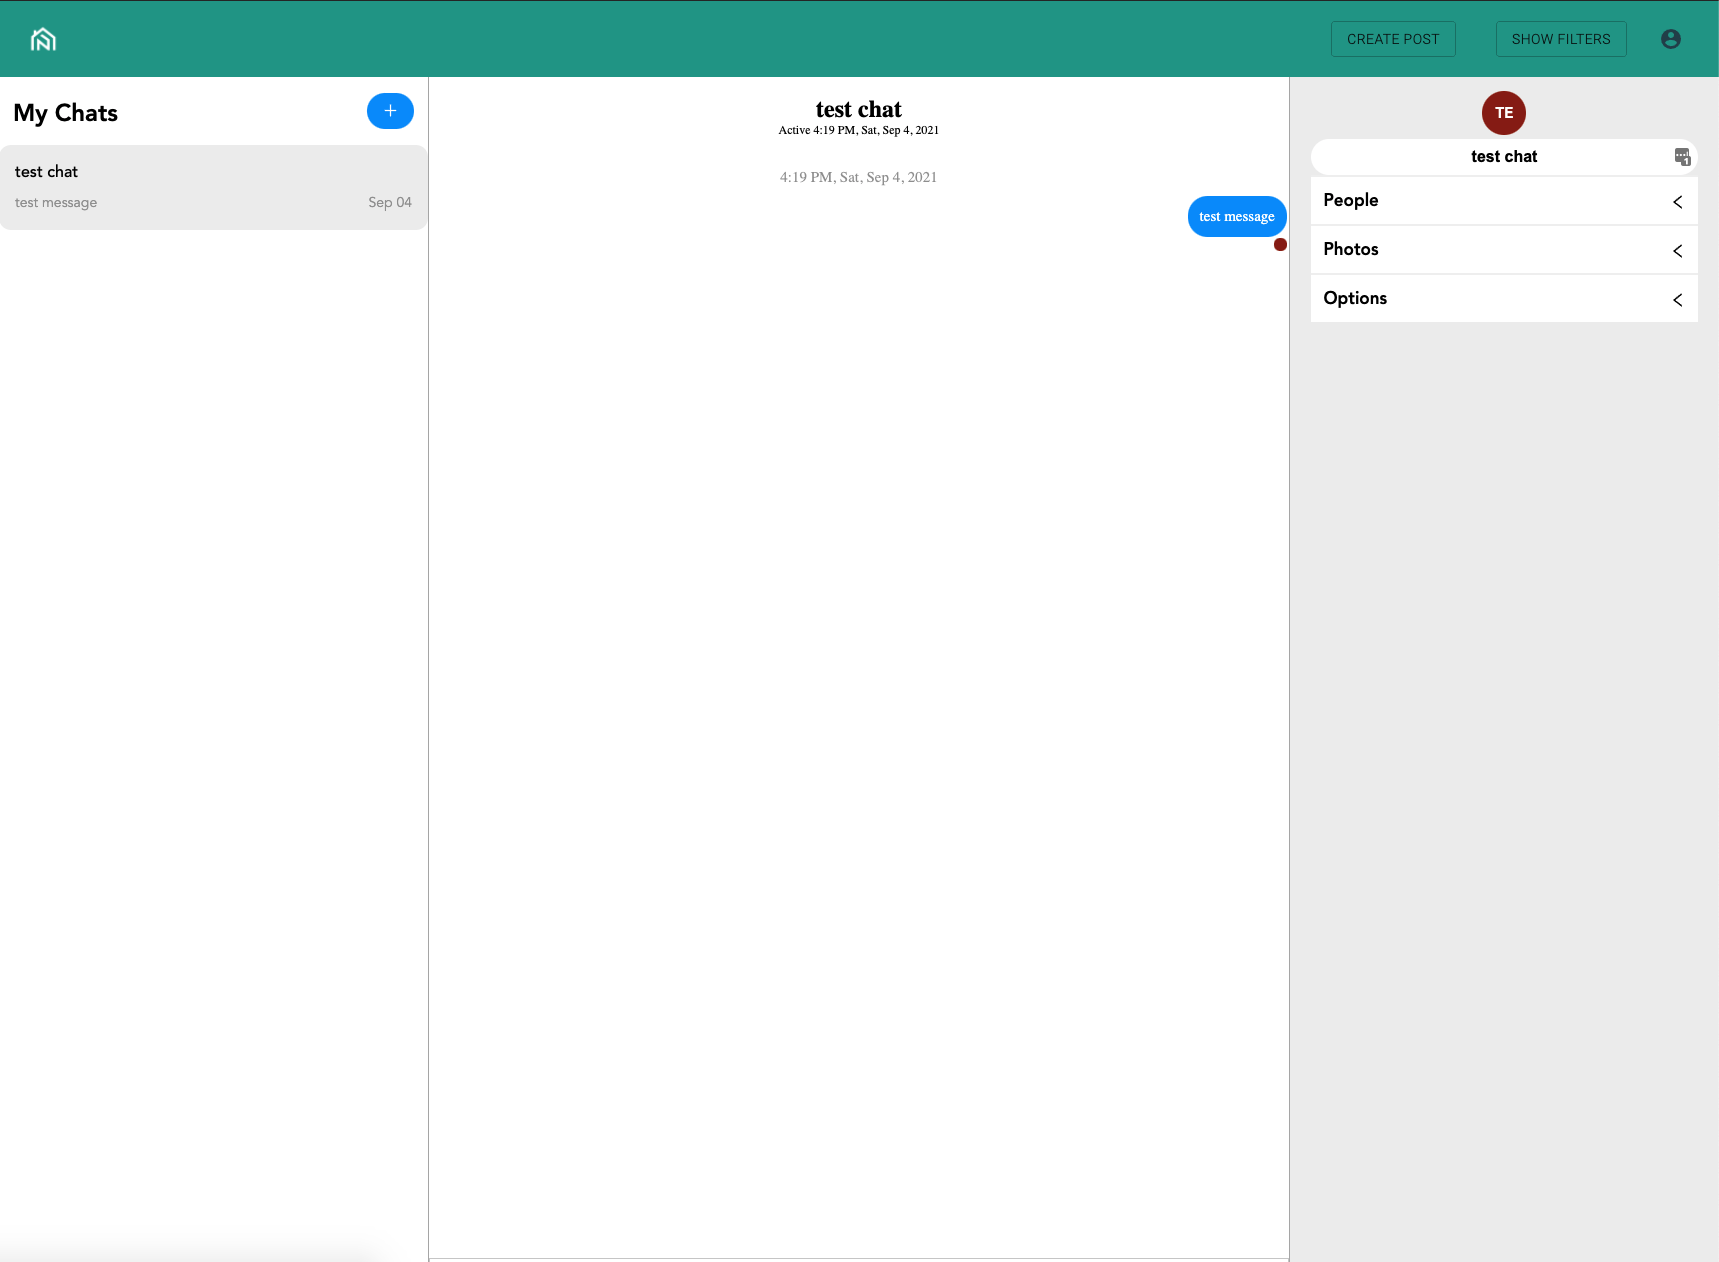 CREATE POST
SHOW FILTERS
My Chats
+
test chat
test message
Sep 04
test chat
Active 4:19 PM, Sat, Sep 4, 2021
4:19 PM, Sat, Sep 4, 2021
test message
TE
test chat
1
People
Photos
Options